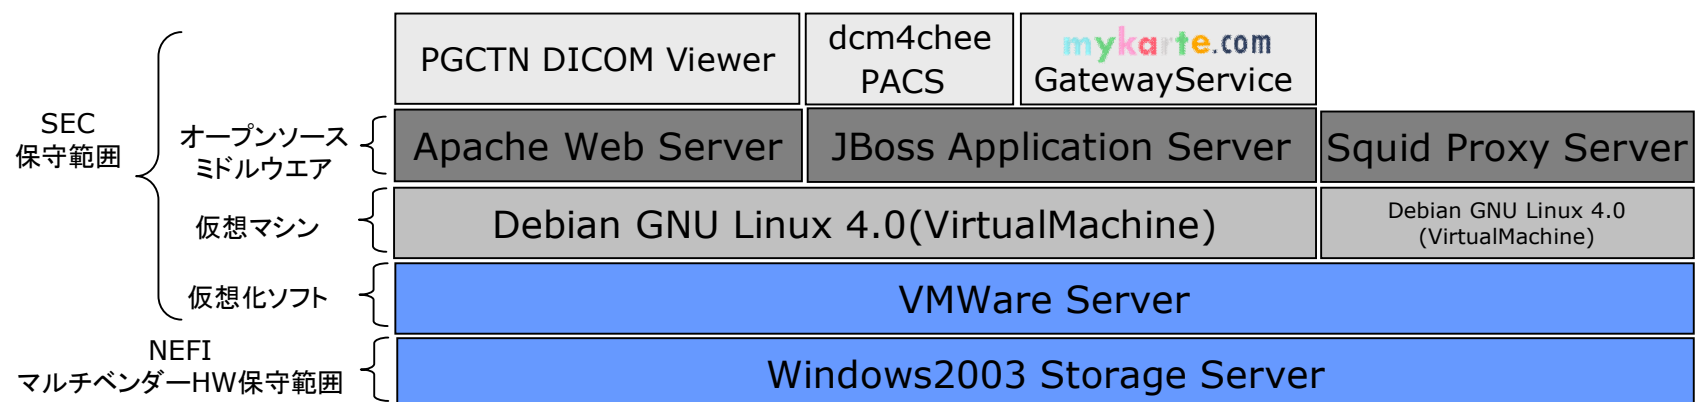 SEC
保守範囲
PGCTN DICOM Viewer
dcm4chee
PACS
mykarte.com
GatewayService
オープンソース
ミドルウエア
Apache Web Server
JBoss Application Server
Squid Proxy Server
仮想マシン
Debian GNU Linux 4.0(VirtualMachine)
Debian GNU Linux 4.0
(VirtualMachine)
仮想化ソフト
VMWare Server
NEFI
マルチベンダーHW保守範囲
Windows2003 Storage Server